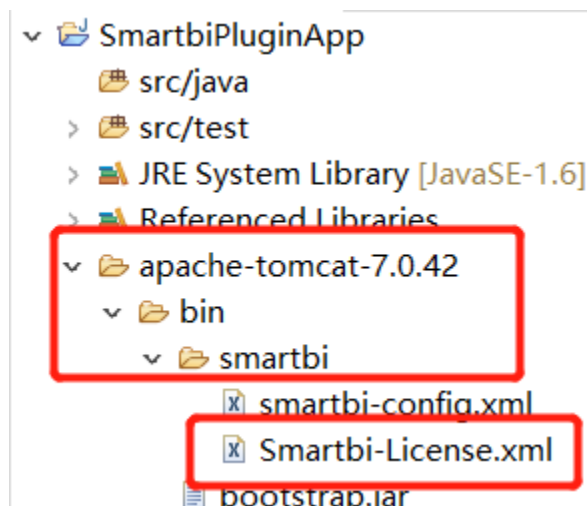 SmartbiPluginApp
src/java
src/test
JRE System Library [JavaSE-1.6]
Referenced Libraries
apache-tomcat-7.0.42
bin
smartbi
smartbi-config.xml
Smartbi-License.xml
bootstrap.jar